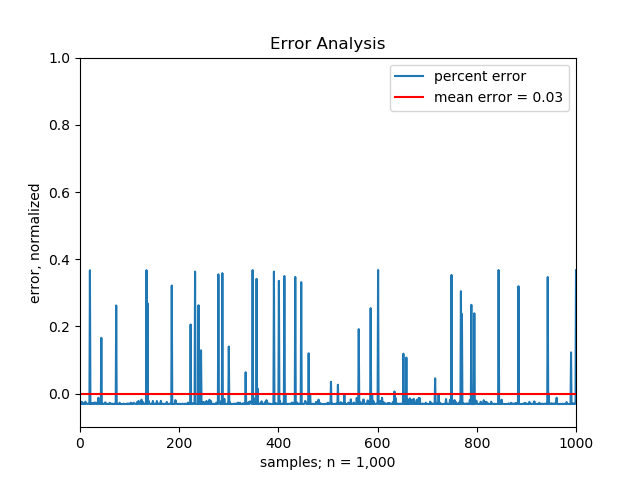 Error Analysis
percent error
mean error = 0.03
error, normalized
1.0
0.8
0.6
0.4
0.2
0.0
0 200 400 600 800 1000
samples; n = 1,000